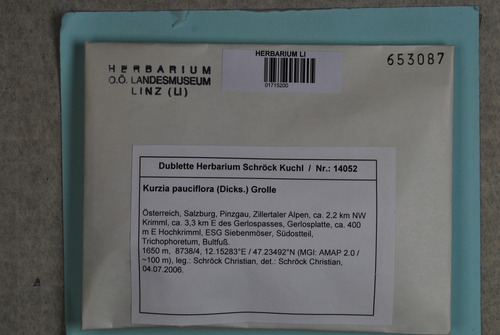 HERBARIUM
O.Ö. LANDESMUSEUM
LINZ (LI)
HERBARIUM LI
01715200
653087
Dublette Herbarium Schröck Kuchl / Nr.: 14052
Kurzia pauciflora (Dicks.) Grolle
Österreich, Salzburg, Pinzgau, Zillertaler Alpen, ca. 2,2 km NW
Krimml, ca. 3,3 km E des Gerlospasses, Gerlosplatte, ca. 400
m E Hochkrimml, ESG Siebenmöser, Südostteil,
Trichophoretum, Bultfuß.
1650 m, 8738/4, 12.15283°E / 47.23492°N (MGI: AMAP 2.0 /
~100 m), leg.: Schröck Christian, det.: Schröck Christian,
04.07.2006.